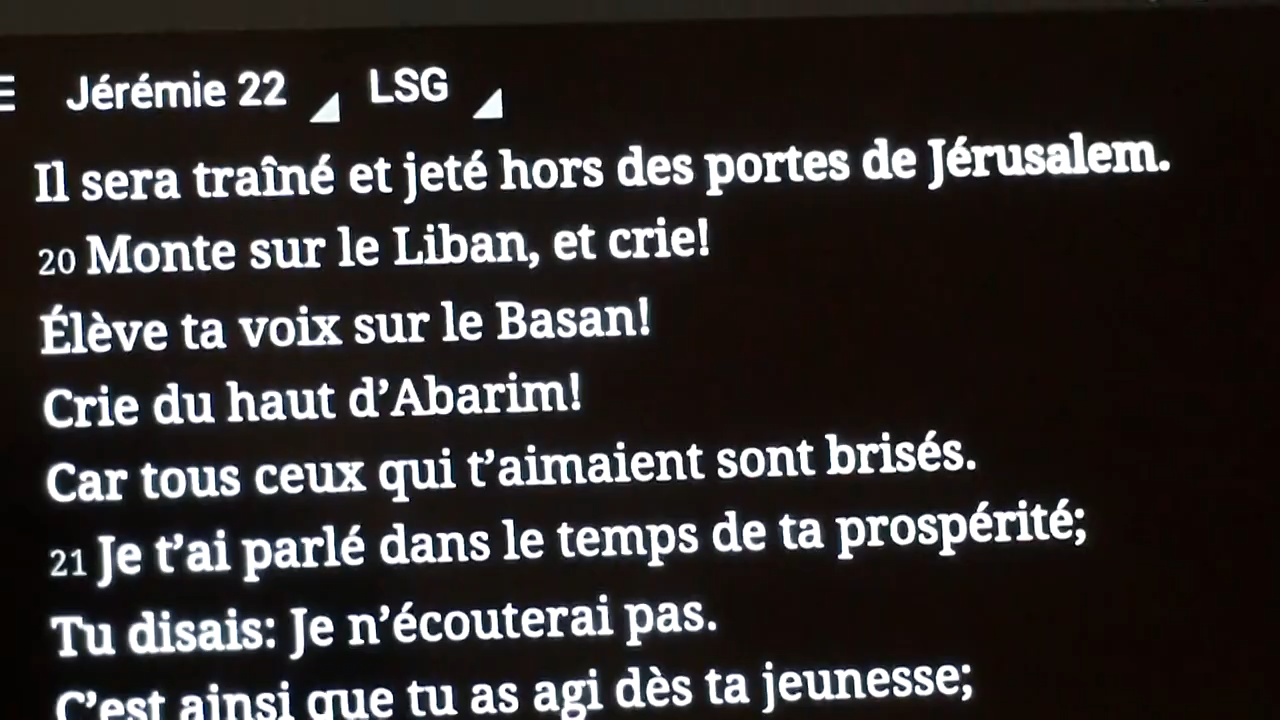 Jérémie 22 LSG
Il sera traîné et jeté hors des portes de Jérusalem.
20 Monte sur le Liban, et crie!
Élève ta voix sur le Basan!
Crie du haut d’Abarim!
Car tous ceux qui t’aimaient sont brisés.
21 Je t’ai parlé dans le temps de ta prospérité;
Tu disais: Je n’écouterai pas.
C’est ainsi que tu as agi dès ta jeunesse;